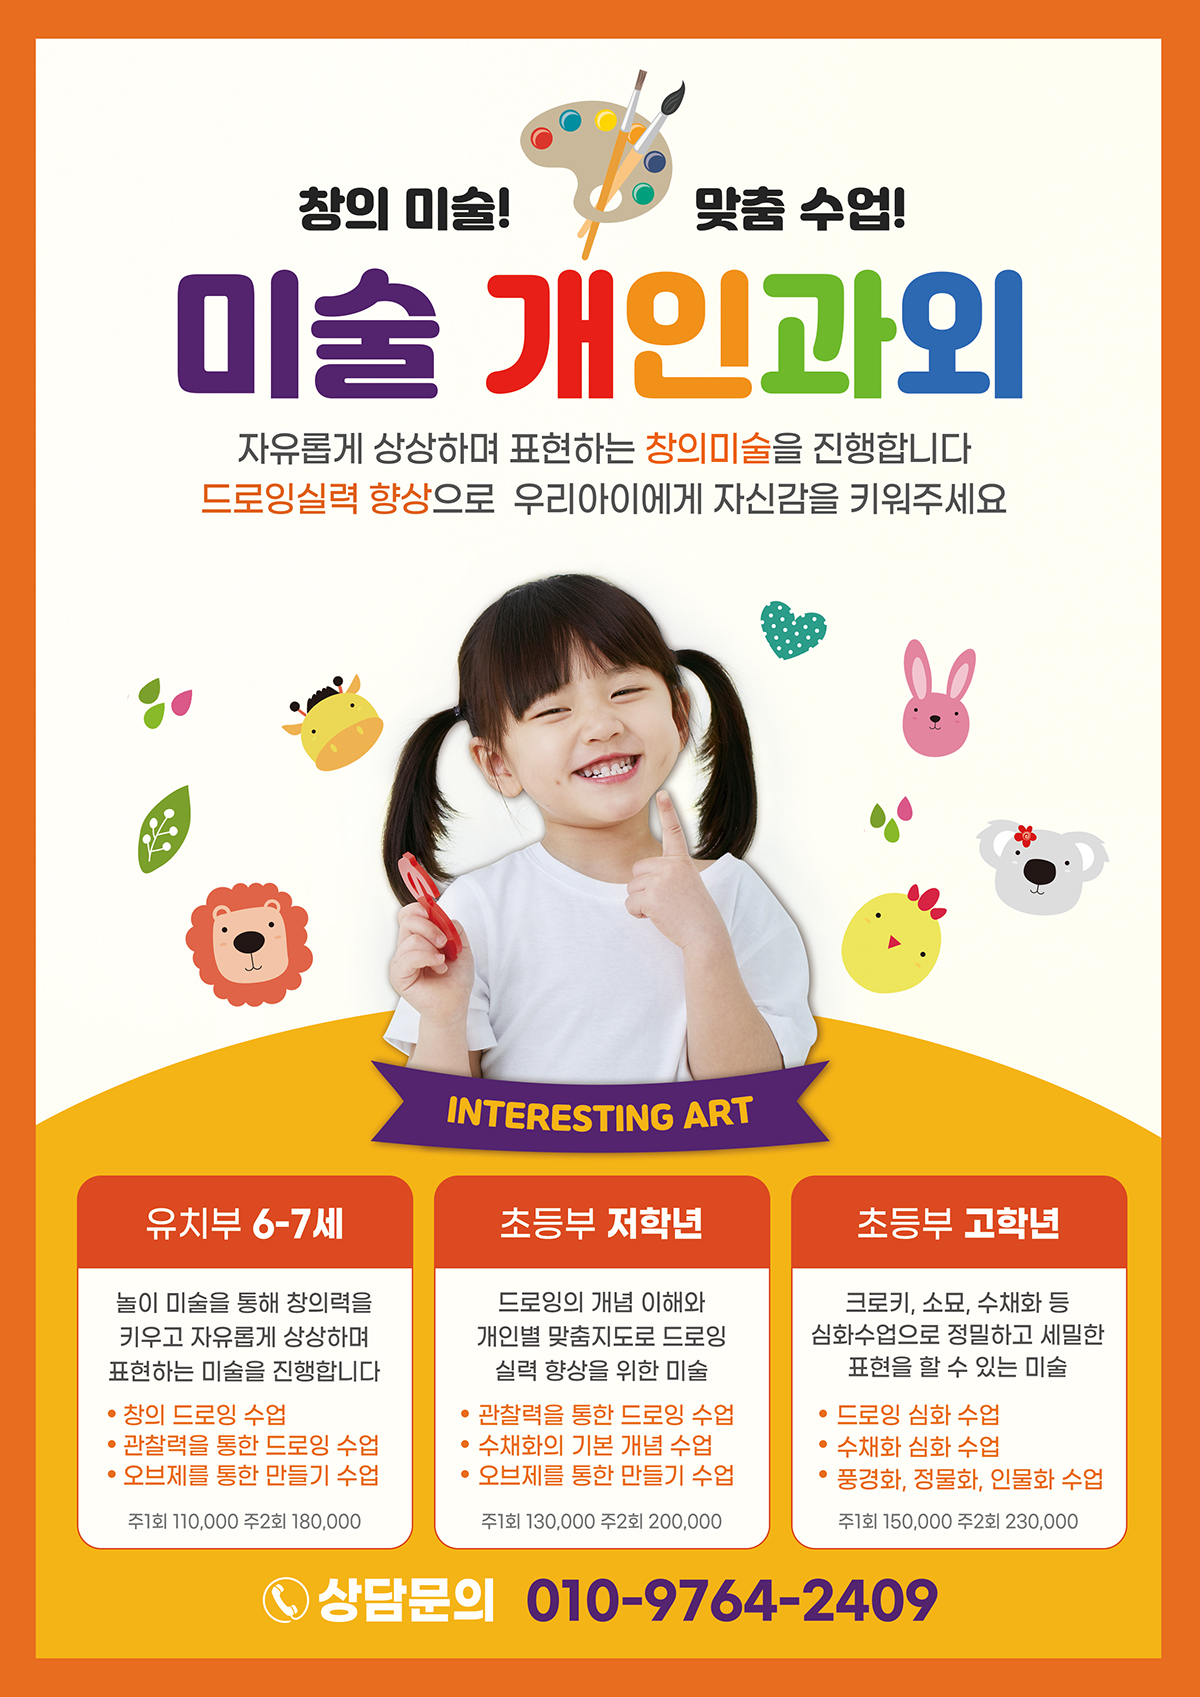 창의 미술! 맞춤 수업!
미술 개인과외
자유롭게 상상하며 표현하는 창의미술을 진행합니다
드로잉실력 향상으로 우리아이에게 자신감을 키워주세요
INTERESTING ART
유치부 6-7세
놀이 미술을 통해 창의력을
키우고 자유롭게 상상하며
표현하는 미술을 진행합니다
• 창의 드로잉 수업
• 관찰력을 통한 드로잉 수업
• 오브제를 통한 만들기 수업
주1회 110,000 주2회 180,000
초등부 저학년
드로잉의 개념 이해와
개인별 맞춤지도로 드로잉
실력 향상을 위한 미술
• 관찰력을 통한 드로잉 수업
• 수채화의 기본 개념 수업
• 오브제를 통한 만들기 수업
주1회 130,000 주2회 200,000
초등부 고학년
크로키, 소묘, 수채화 등
심화수업으로 정밀하고 세밀한
표현을 할 수 있는 미술
• 드로잉 심화 수업
• 수채화 심화 수업
• 풍경화, 정물화, 인물화 수업
주1회 150,000 주2회 230,000
상담문의 010-9764-2409